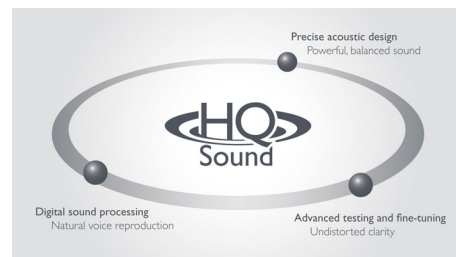 Precise acoustic design
Powerful, balanced sound
HQ
Sound
Digital sound processing
Natural voice reproduction
Advanced testing and fine-tuning
Undistorted clarity